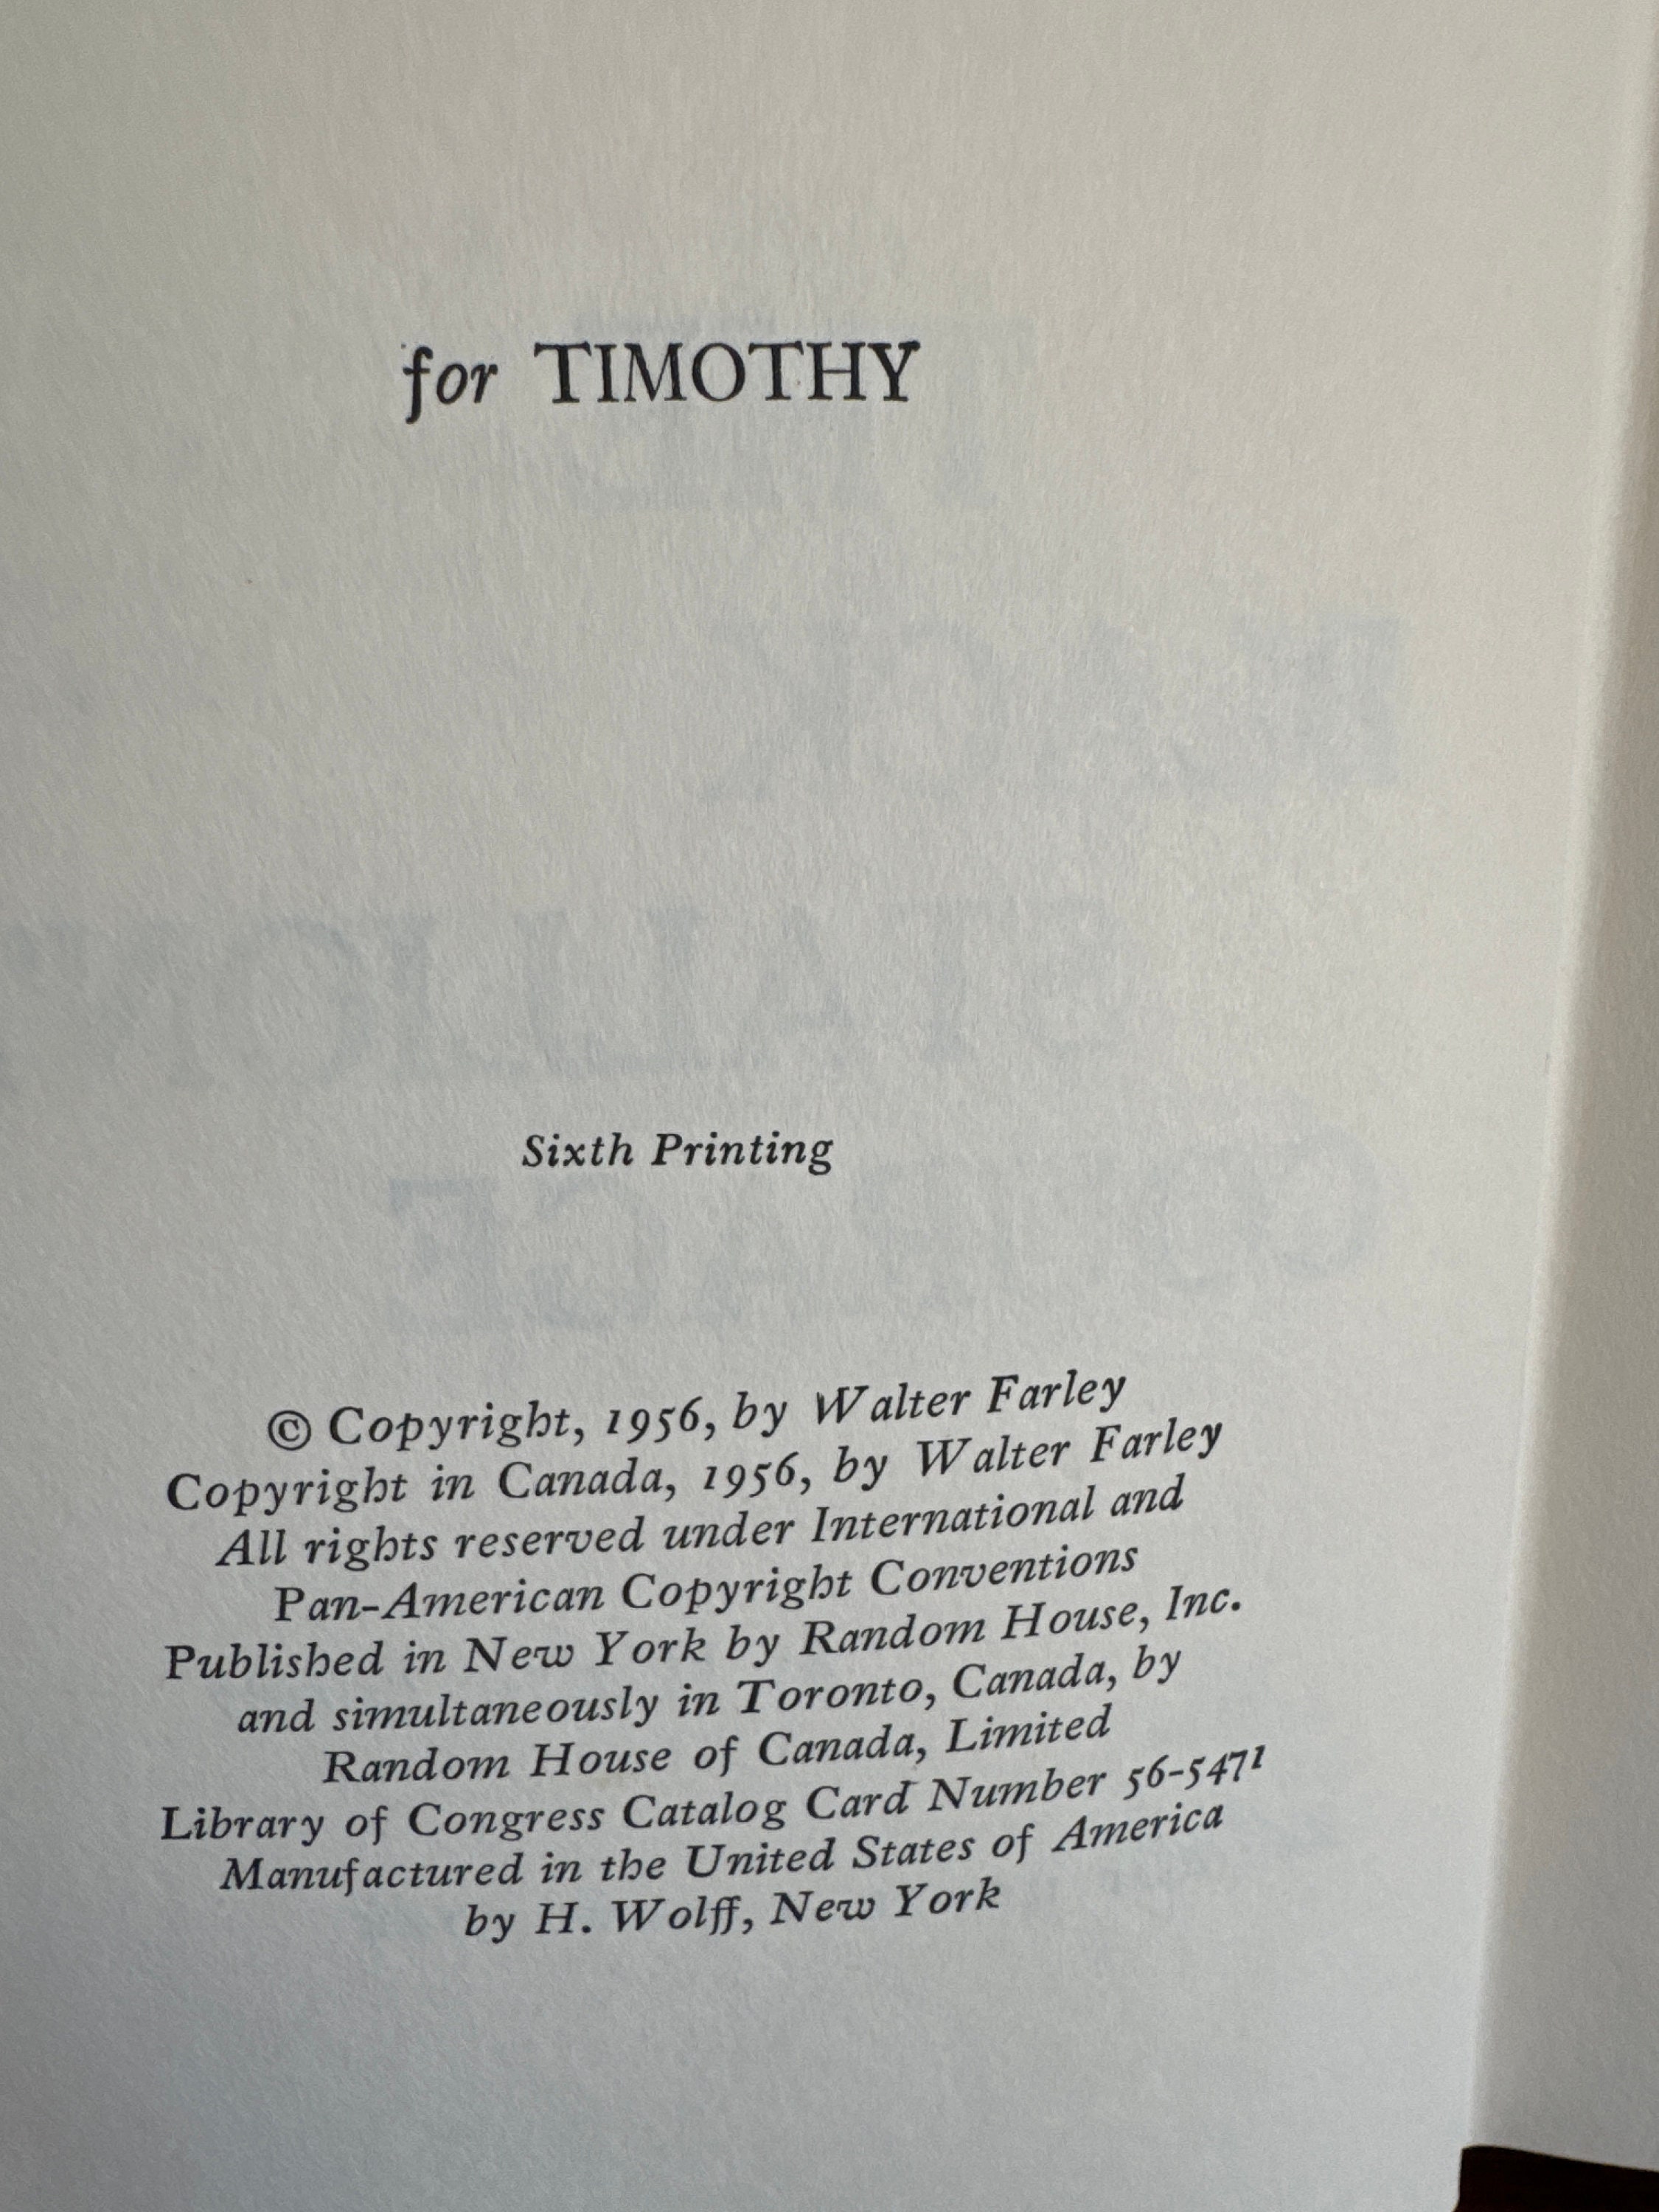 for TIMOTHY
Sixth Printing
© Copyright, 1956, by Walter Farley
Copyright in Canada, 1956, by Walter Farley
All rights reserved under International and
Pan-American Copyright Conventions
Published in New York by Random House, Inc.
and simultaneously in Toronto, Canada, by
Random House of Canada, Limited
Library of Congress Catalog Card Number 56-5471
Manufactured in the United States of America
by H. Wolff, New York